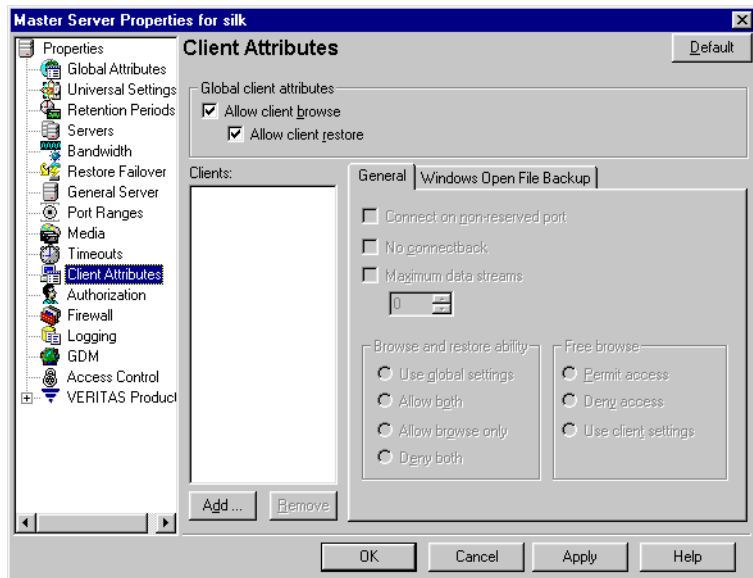 Master Server Properties for silk
Properties
Global Attributes
Universal Settings
Retention Periods
Servers
Bandwidth
Restore Failover
General Server
Port Ranges
Media
Timeouts
Client Attributes
Authorization
Firewall
Logging
GDM
Access Control
VERITAS Product
Client Attributes
Default
Global client attributes
Allow client browse
Allow client restore
Clients:
Add ...
Remove
General
Windows Open File Backup
Connect on non-reserved port
No connectback
Maximum data streams
0
Browse and restore ability
Use global settings
Allow both
Allow browse only
Deny both
Free browse
Permit access
Deny access
Use client settings
OK
Cancel
Apply
Help